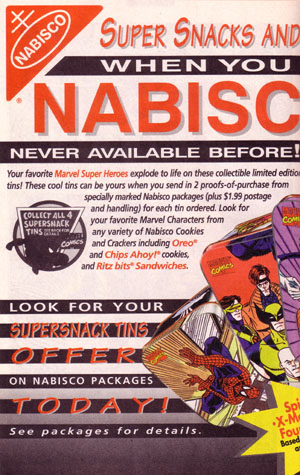 NABISCO
SUPER SNACKS AND
WHEN YOU
NABISC
®
NEVER AVAILABLE BEFORE!
Your favorite Marvel Super Heroes explode to life on these collectible limited edition
tins! These cool tins can be yours when you send in 2 proofs-of-purchase from
specially marked Nabisco packages (plus $1.99 postage
and handling) for each tin ordered. Look for
your favorite Marvel Characters from
any variety of Nabisco Cookies
and Crackers including Oreo®
and Chips Ahoy!® cookies,
and Ritz bits® Sandwiches.
COLLECT ALL 4
SUPERSNACK
TINS
COMICS
COMICS
LOOK FOR YOUR
SUPERSNACK TINS
OFFER
ON NABISCO PACKAGES
TODAY!
See packages for details.
Spi
X-M
Fou
Based